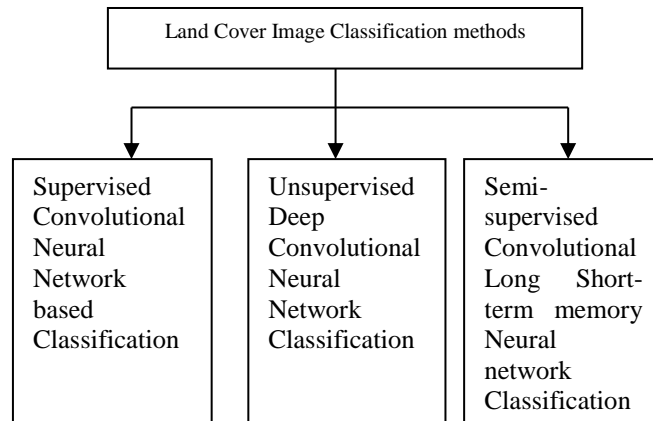 Land Cover Image Classification methods
Supervised
Convolutional
Neural
Network
based
Classification
Unsupervised
Deep
Convolutional
Neural
Network
Classification
Semi-
supervised
Convolutional
Long Short-
term memory
Neural
network
Classification